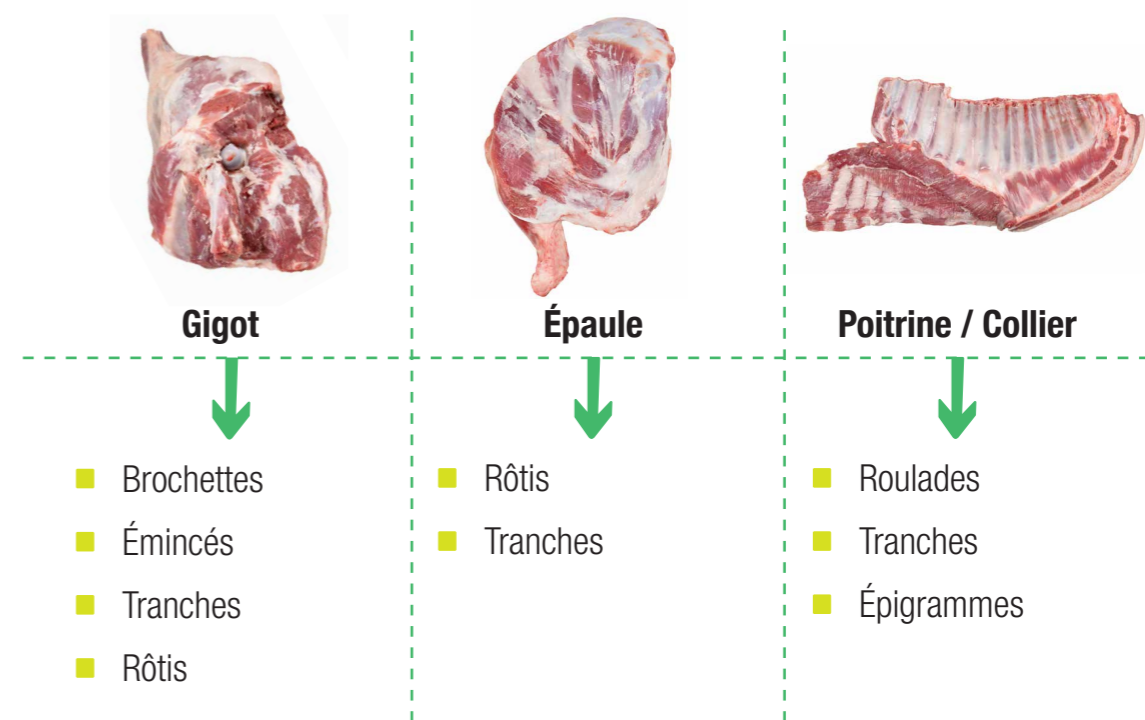 Gigot
Épaule
Poitrine / Collier
Brochettes
Émincés
Tranches
Rôtis
Rôtis
Tranches
Roulades
Tranches
Épigrammes